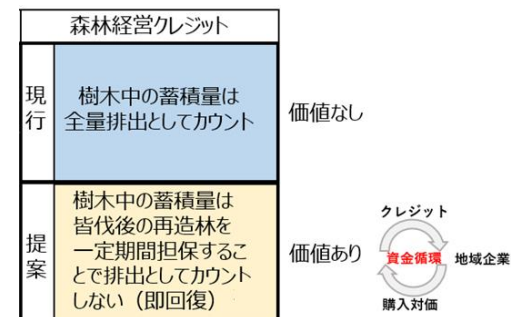 森林経営クレジット
現行
樹木中の蓄積量は
全量排出としてカウント
価値なし
提案
樹木中の蓄積量は
皆伐後の再造林を
一定期間担保するこ
とで排出としてカウント
しない（即回復）
価値あり
クレジット
資金循環
地域企業
購入対価